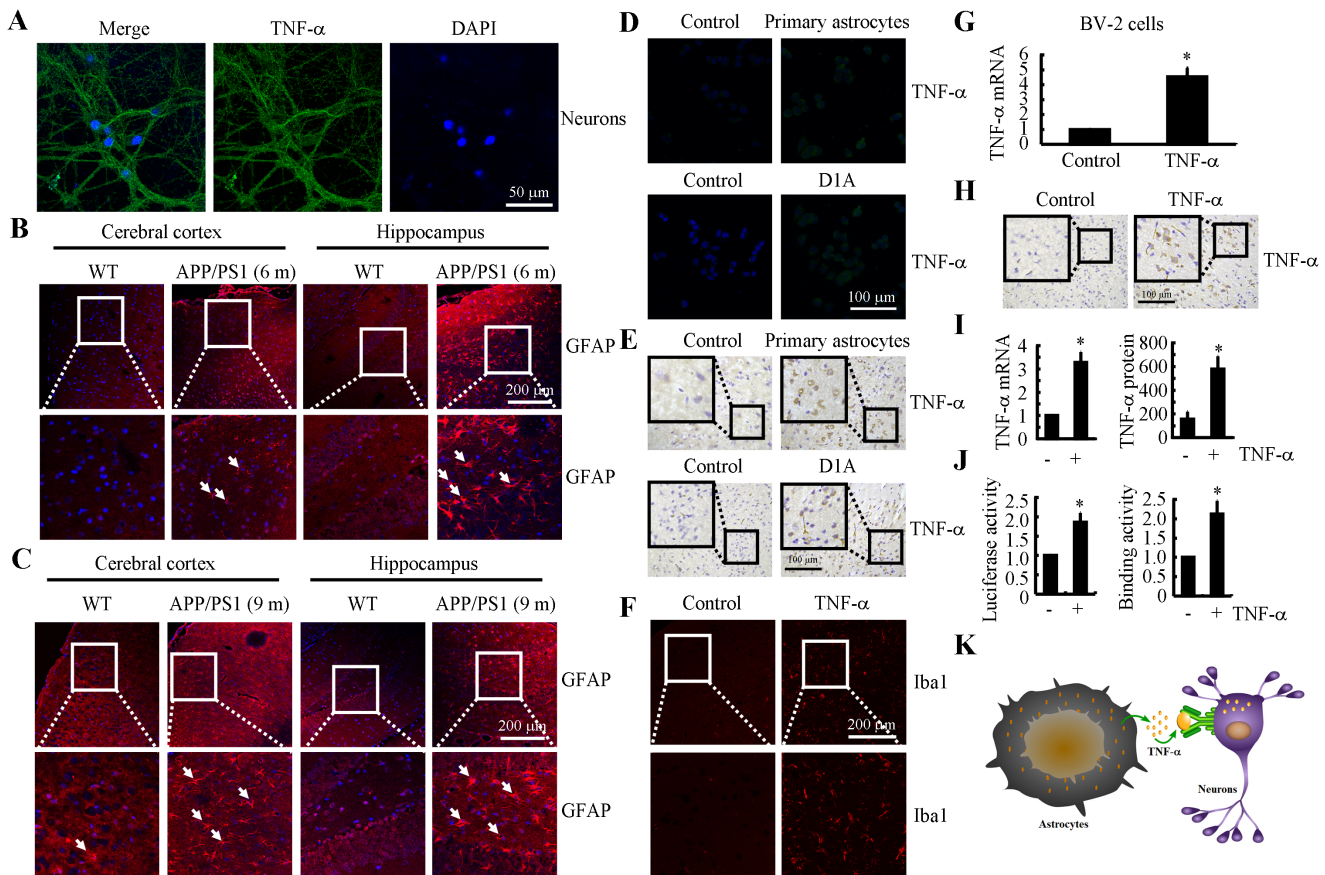 A
Merge TNF-α DAPI
Neurons
50 μm
B
Cerebral cortex Hippocampus
WT APP/PS1 (6 m) WT APP/PS1 (6 m)
GFAP
200 μm
GFAP
C
Cerebral cortex Hippocampus
WT APP/PS1 (9 m) WT APP/PS1 (9 m)
GFAP
200 μm
GFAP
D
Control Primary astrocytes
TNF-α
Control D1A
TNF-α
100 μm
E
Control Primary astrocytes
TNF-α
Control D1A
TNF-α
100 μm
F
Control TNF-α
Iba1
200 μm
Iba1
G
BV-2 cells
TNF-α mRNA
6
5
4
3
2
1
0
*
Control TNF-α
H
Control TNF-α
TNF-α
100 μm
I
TNF-α mRNA
4
3
2
1
0
*
- +
TNF-α protein
800
600
400
200
0
*
- + TNF-α
J
Luciferase activity
2.5
2.0
1.5
1.0
0.5
0
*
- +
Binding activity
2.5
2.0
1.5
1.0
0.5
0
*
- + TNF-α
K
TNF-α
Neurons
Astrocytes